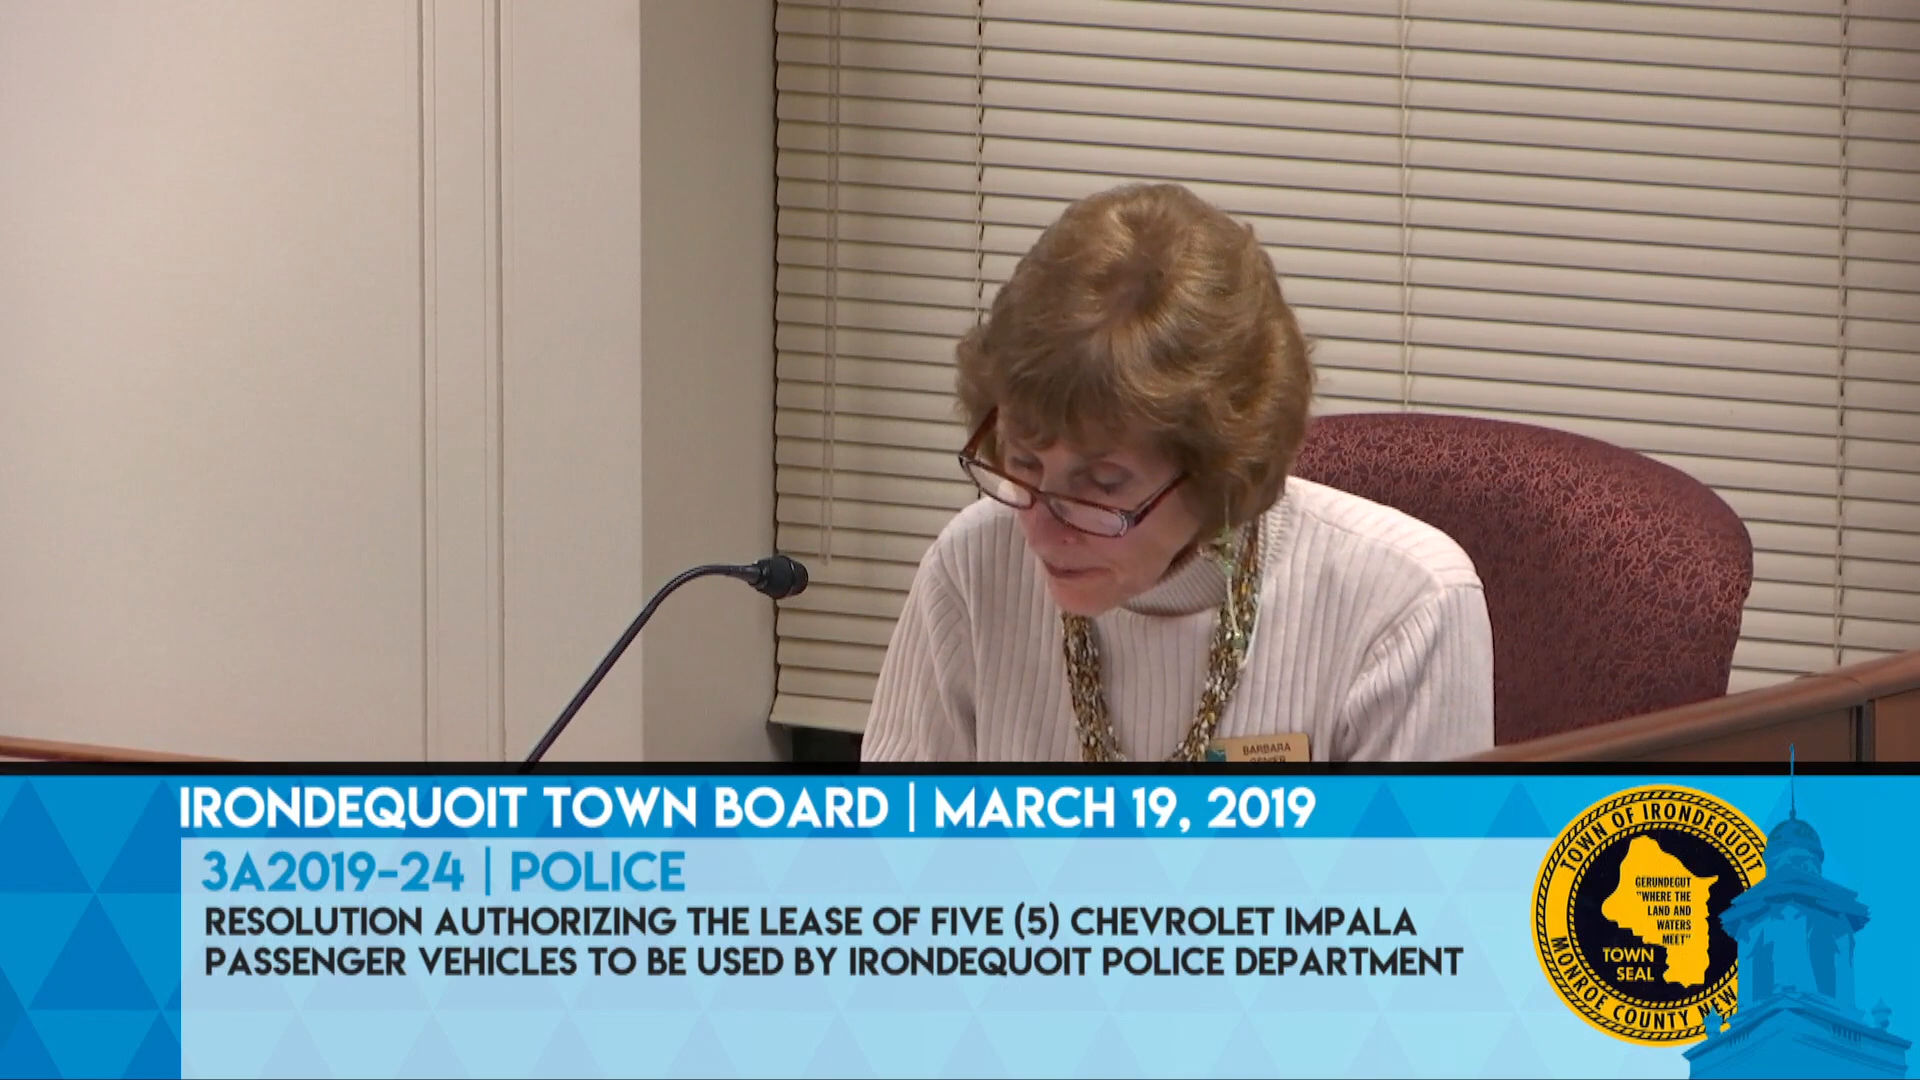 BARBARA
IRONDEQUOIT TOWN BOARD | MARCH 19, 2019
3A2019-24 | POLICE
RESOLUTION AUTHORIZING THE LEASE OF FIVE (5) CHEVROLET IMPALA
PASSENGER VEHICLES TO BE USED BY IRONDEQUOIT POLICE DEPARTMENT
TOWN OF IRONDEQUOIT
GERUNDEGUT
"WHERE THE
LAND AND
WATERS
MEET"
TOWN
SEAL
MONROE COUNTY NEW